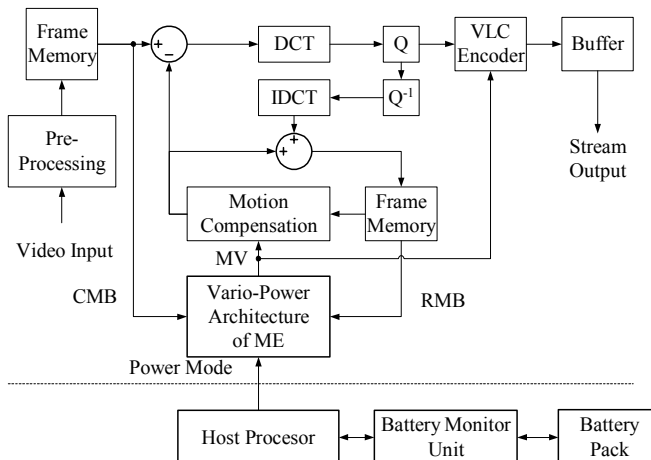 Frame
Memory
+
−
DCT
Q
VLC
Encoder
Buffer
IDCT
Q-1
Pre-
Processing
+
+
Stream
Output
Motion
Compensation
Frame
Memory
Video Input
MV
CMB
Vario-Power
Architecture
of ME
RMB
Power Mode
Host Procesor
Battery Monitor
Unit
Battery
Pack